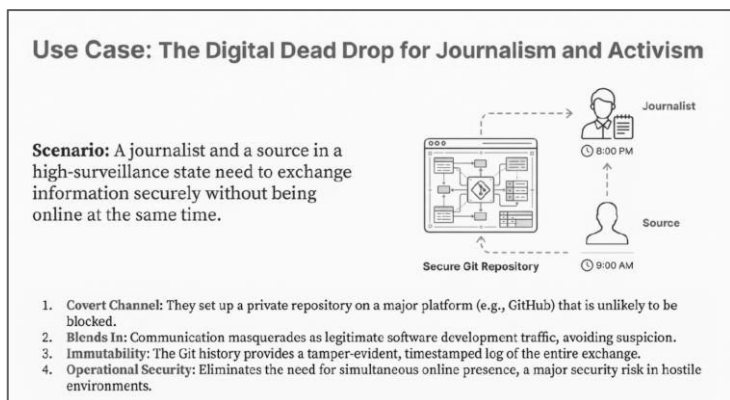 Use Case: The Digital Dead Drop for Journalism and Activism
Scenario: A journalist and a source in a
high-surveillance state need to exchange
information securely without being
online at the same time.
Journalist
8:00 PM
Source
Secure Git Repository
9:00 AM
1. Covert Channel: They set up a private repository on a major platform (e.g., GitHub) that is unlikely to be
blocked.
2. Blends In: Communication masquerades as legitimate software development traffic, avoiding suspicion.
3. Immutability: The Git history provides a tamper-evident, timestamped log of the entire exchange.
4. Operational Security: Eliminates the need for simultaneous online presence, a major security risk in hostile
environments.